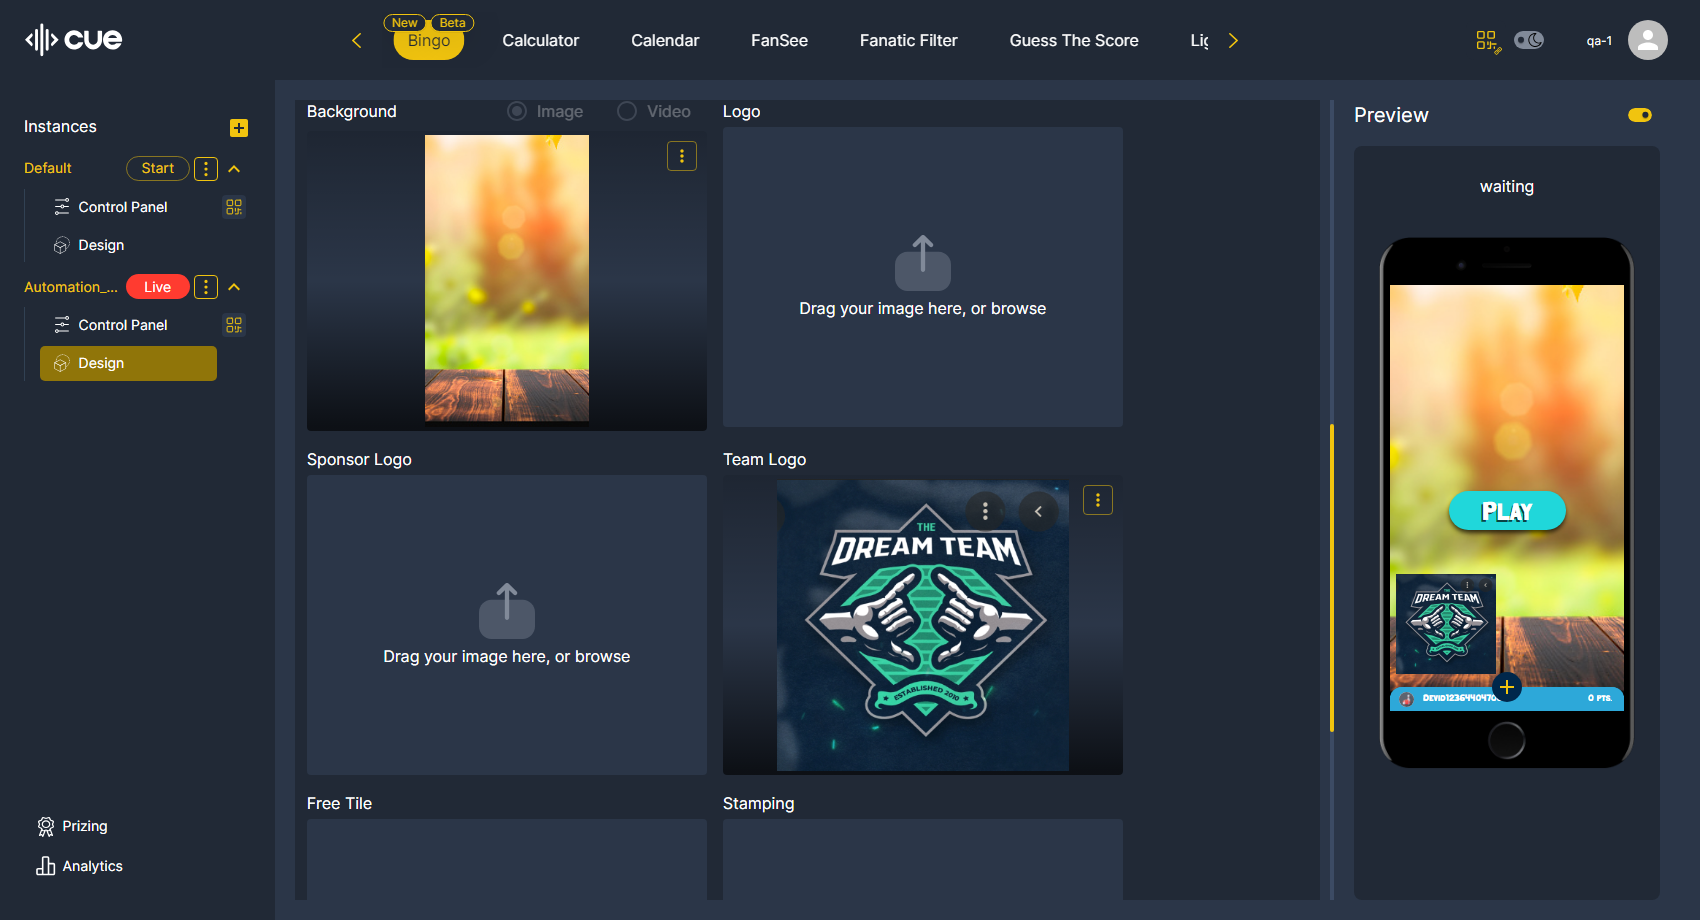 cue
New
Beta
Bingo
Calculator
Calendar
FanSee
Fanatic Filter
Guess The Score
qa-1
Instances
Default
Start
Control Panel
Design
Automation_...
Live
Control Panel
Design
Prizing
Analytics
Background
Image
Video
Logo
Drag your image here, or browse
Sponsor Logo
Drag your image here, or browse
Team Logo
THE
DREAM TEAM
ESTABLISHED 2010
Free Tile
Stamping
Preview
waiting
PLAY
THE
DREAM TEAM
0 PTS.